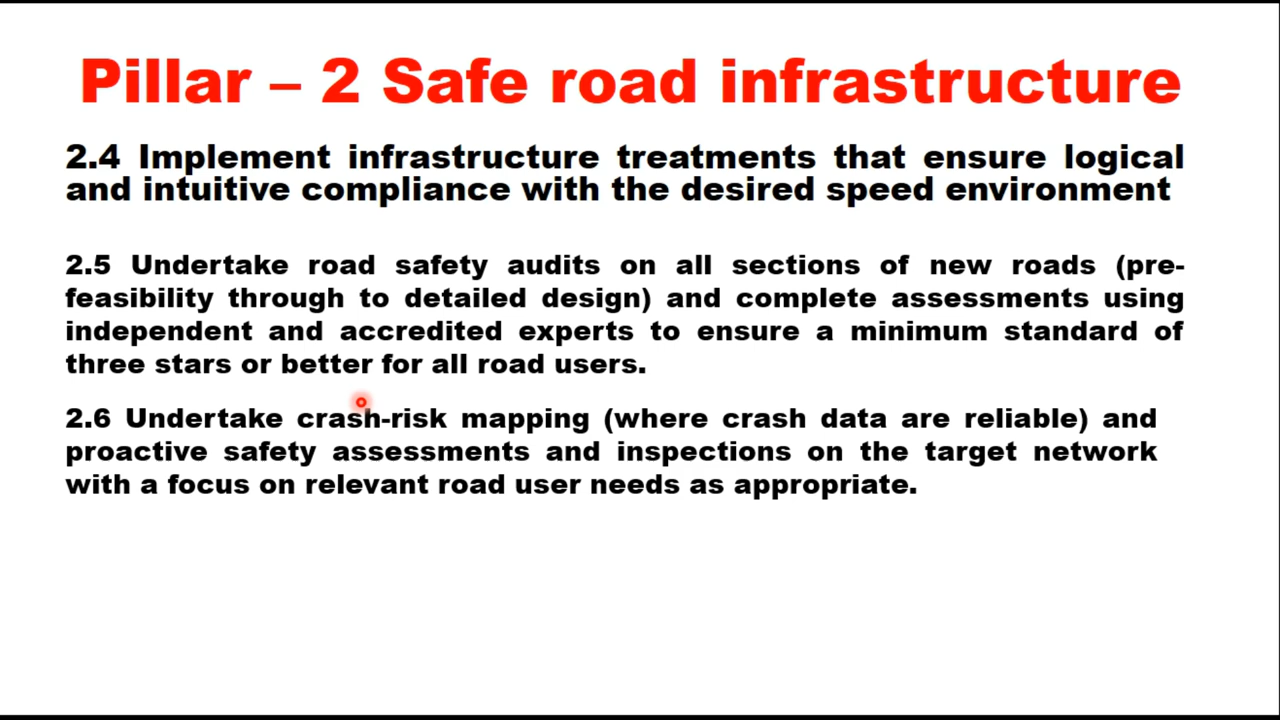 Pillar – 2 Safe road infrastructure
2.4 Implement infrastructure treatments that ensure logical
and intuitive compliance with the desired speed environment
2.5 Undertake road safety audits on all sections of new roads (pre-
feasibility through to detailed design) and complete assessments using
independent and accredited experts to ensure a minimum standard of
three stars or better for all road users.
2.6 Undertake crash-risk mapping (where crash data are reliable) and
proactive safety assessments and inspections on the target network
with a focus on relevant road user needs as appropriate.